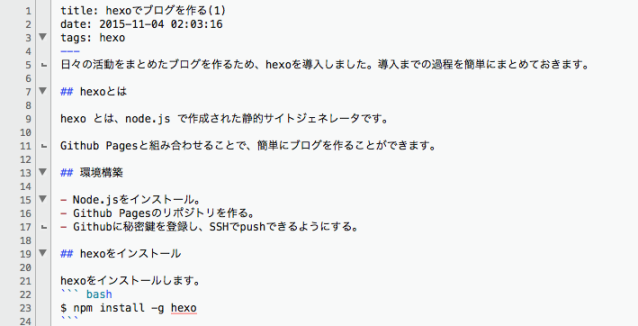 1 title: hexoでブログを作る(1)
2 date: 2015-11-04 02:03:16
3 tags: hexo
4 ---
5 日々の活動をまとめたブログを作るため、hexoを導入しました。導入までの過程を簡単にまとめておきます。
6
7 ## hexoとは
8
9 hexo とは、node.js で作成された静的サイトジェネレータです。
10
11 Github Pagesと組み合わせることで、簡単にブログを作ることができます。
12
13 ## 環境構築
14
15 - Node.jsをインストール。
16 - Github Pagesのリポジトリを作る。
17 - Githubに秘密鍵を登録し、SSHでpushできるようにする。
18
19 ## hexoをインストール
20
21 hexoをインストールします。
22 ``` bash
23 $ npm install -g hexo
24 ```